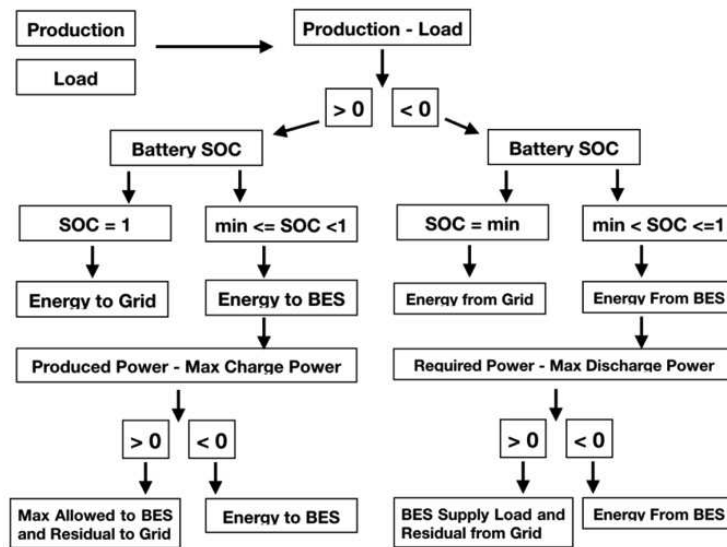 Production
Load
Production - Load
> 0
< 0
Battery SOC
Battery SOC
SOC = 1
min <= SOC <1
SOC = min
min < SOC <=1
Energy to Grid
Energy to BES
Energy from Grid
Energy From BES
Produced Power - Max Charge Power
Required Power - Max Discharge Power
> 0
< 0
> 0
< 0
Max Allowed to BES
and Residual to Grid
Energy to BES
BES Supply Load and
Residual from Grid
Energy From BES